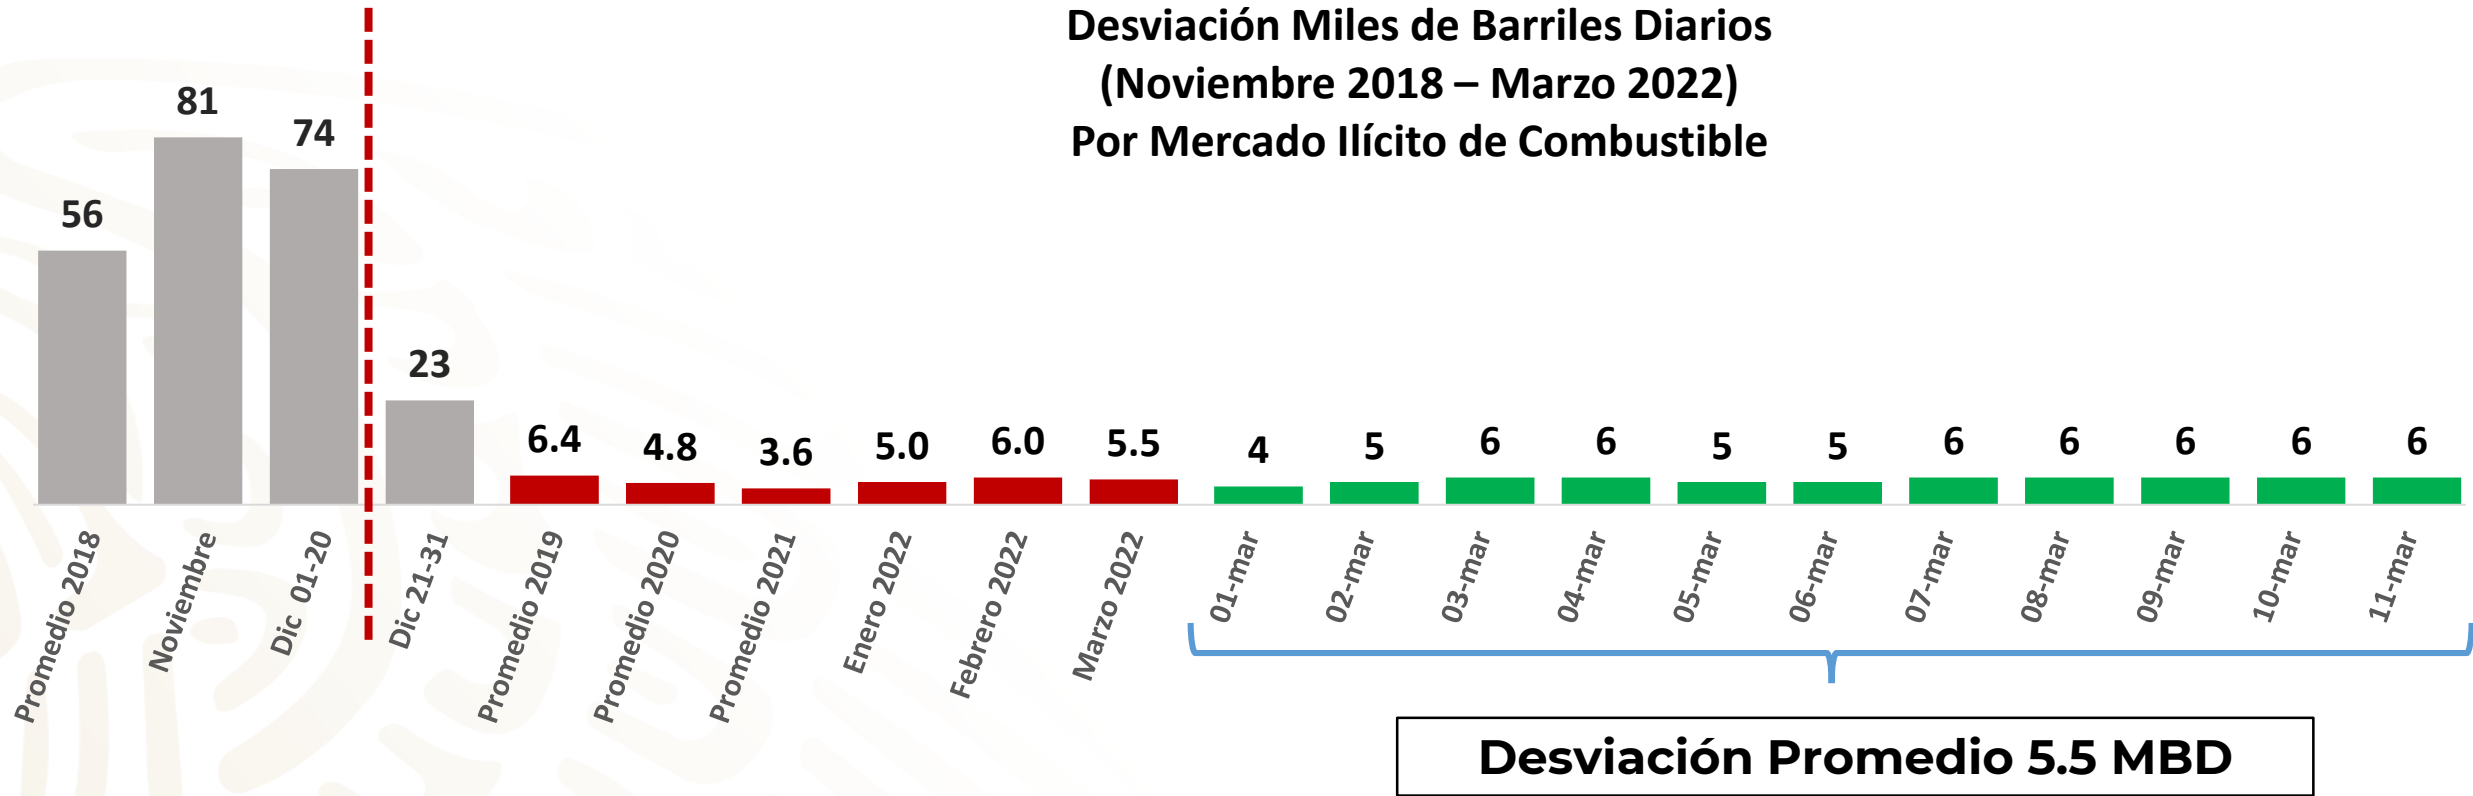 Desviación Miles de Barriles Diarios
(Noviembre 2018 – Marzo 2022)
Por Mercado Ilícito de Combustible
56
81
74
23
6.4
4.8
3.6
5.0
6.0
5.5
4
5
6
6
5
5
6
6
6
6
6
Promedio 2018
Noviembre
Dic 01-20
Dic 21-31
Promedio 2019
Promedio 2020
Promedio 2021
Enero 2022
Febrero 2022
Marzo 2022
01-mar
02-mar
03-mar
04-mar
05-mar
06-mar
07-mar
08-mar
09-mar
10-mar
11-mar
Desviación Promedio 5.5 MBD